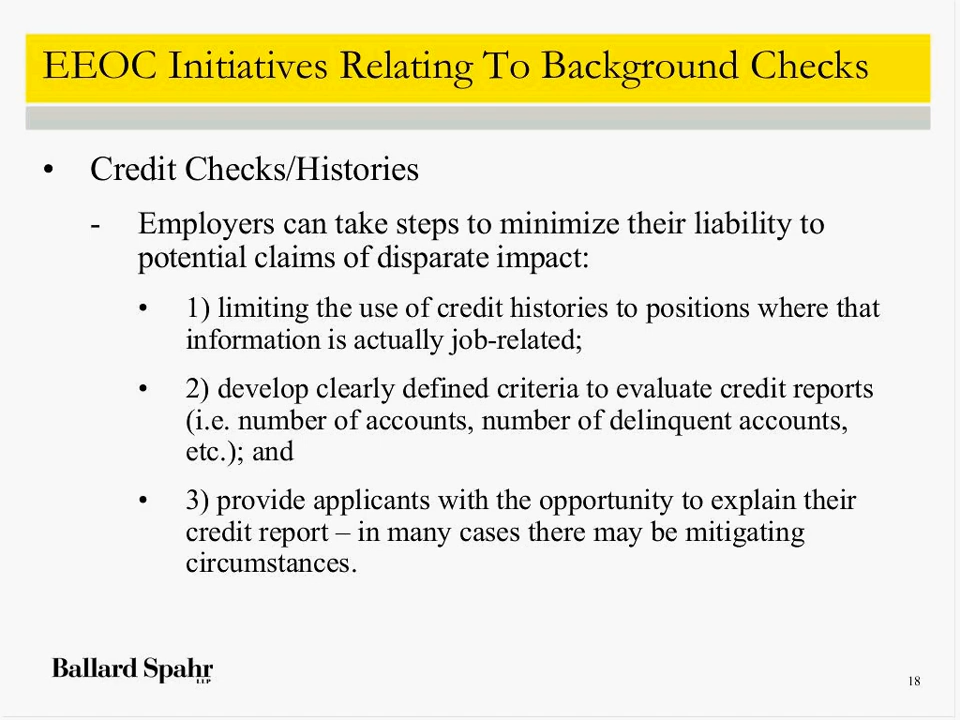 EEOC Initiatives Relating To Background Checks
• Credit Checks/Histories
- Employers can take steps to minimize their liability to
potential claims of disparate impact:
• 1) limiting the use of credit histories to positions where that
information is actually job-related;
• 2) develop clearly defined criteria to evaluate credit reports
(i.e. number of accounts, number of delinquent accounts,
etc.); and
• 3) provide applicants with the opportunity to explain their
credit report – in many cases there may be mitigating
circumstances.
Ballard Spahr
LLP
18